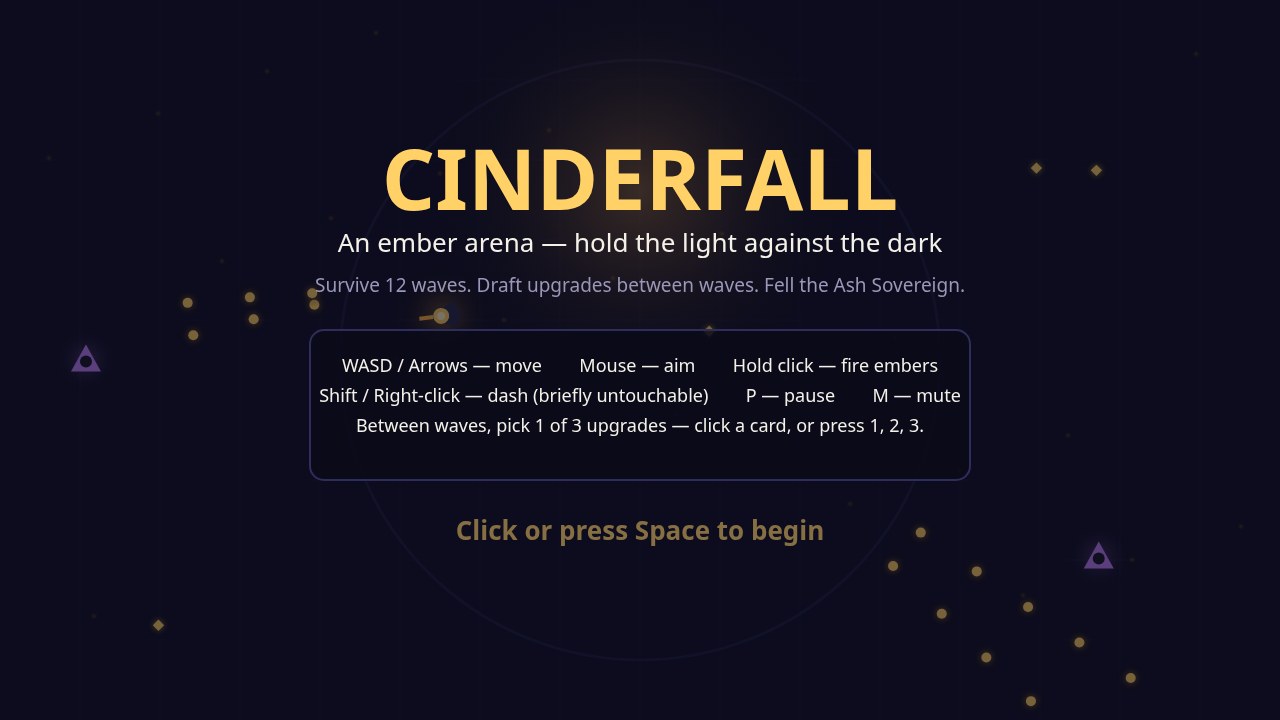 CINDERFALL
An ember arena — hold the light against the dark
Survive 12 waves. Draft upgrades between waves. Fell the Ash Sovereign.
WASD / Arrows — move Mouse — aim Hold click — fire embers
Shift / Right-click — dash (briefly untouchable) P — pause M — mute
Between waves, pick 1 of 3 upgrades — click a card, or press 1, 2, 3.
Click or press Space to begin